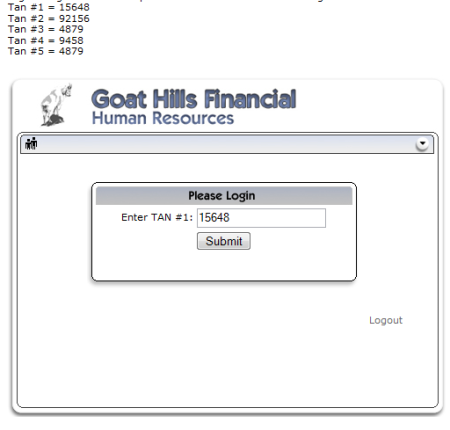 Tan #1 = 15648
Tan #2 = 92156
Tan #3 = 4879
Tan #4 = 9458
Tan #5 = 4879
Goat Hills Financial
Human Resources
Please Login
Enter TAN #1: 15648
Submit
Logout